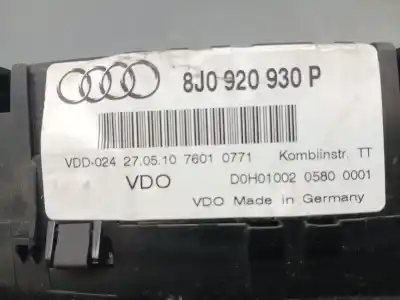 8J0 920 930 P
VDD-024 27.05.10 7601 0771 Kombiinstr. TT
VDO D0H01002 0580 0001
VDO Made in Germany